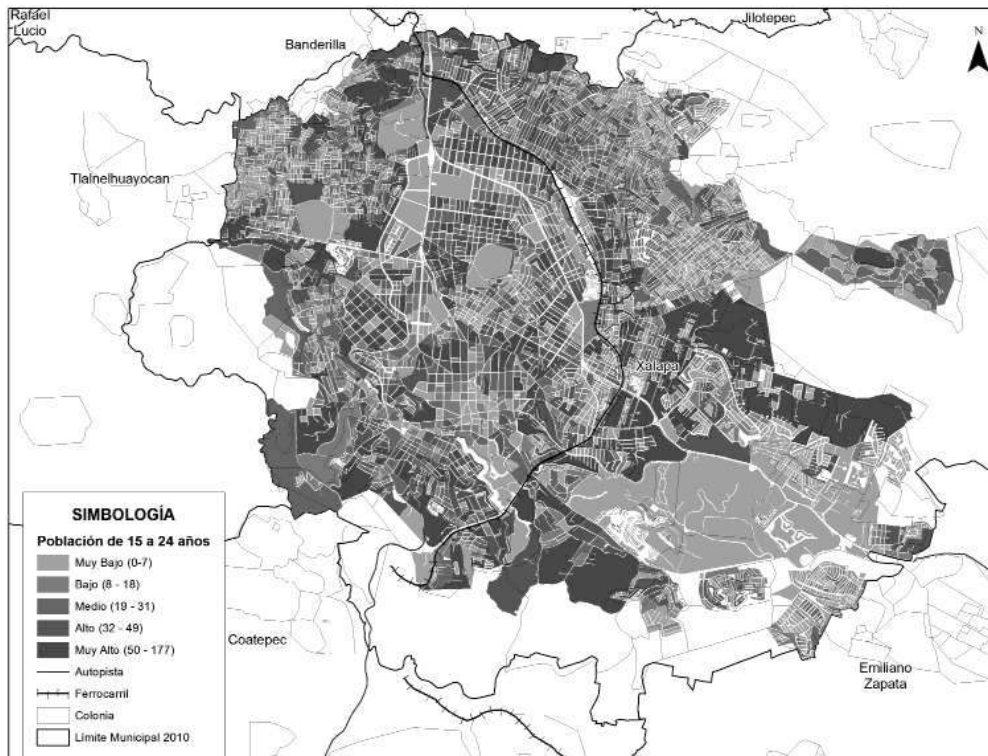 Rafael
Lucio
Banderilla
Jilotepec
N
Tlalnelhuayocan
Xalapa
Coatepec
Emiliano
Zapata
SIMBOLOGÍA
Población de 15 a 24 años
Muy Bajo (0-7)
Bajo (8 - 18)
Medio (19 - 31)
Alto (32 - 49)
Muy Alto (50 - 177)
Autopista
Ferrocarril
Colonia
Límite Municipal 2010